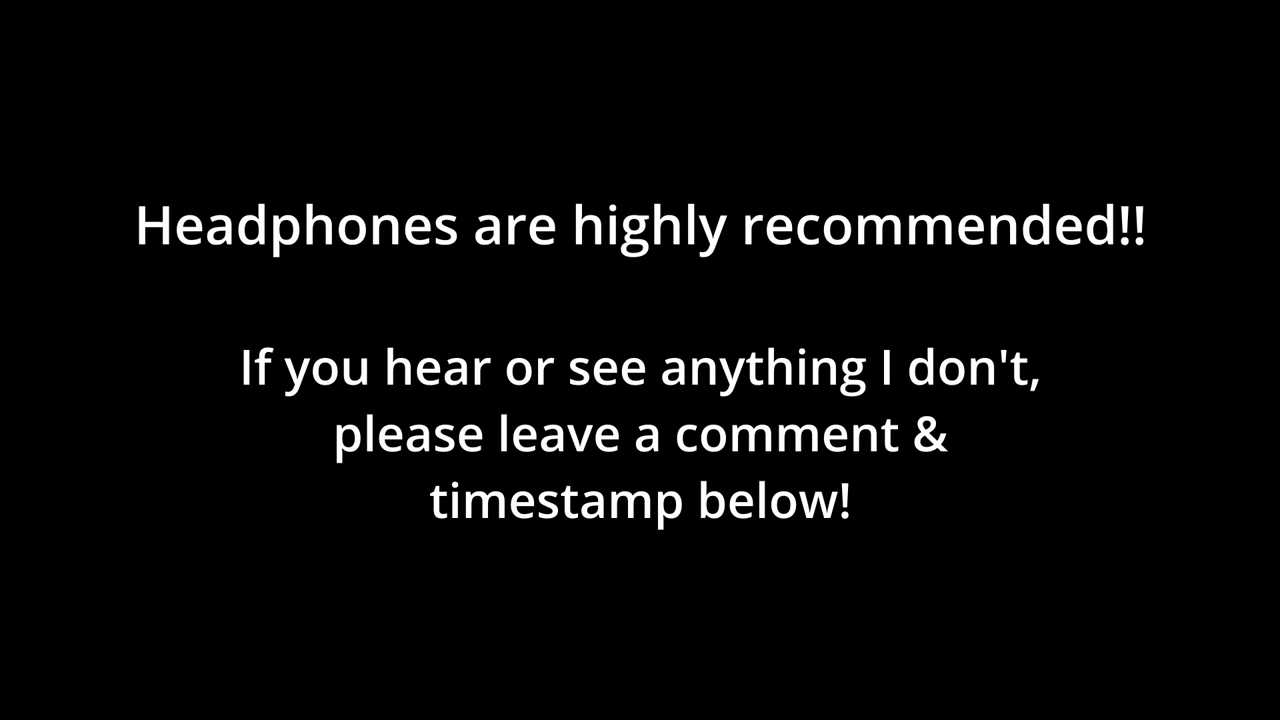 Headphones are highly recommended!!
If you hear or see anything I don't,
please leave a comment &
timestamp below!